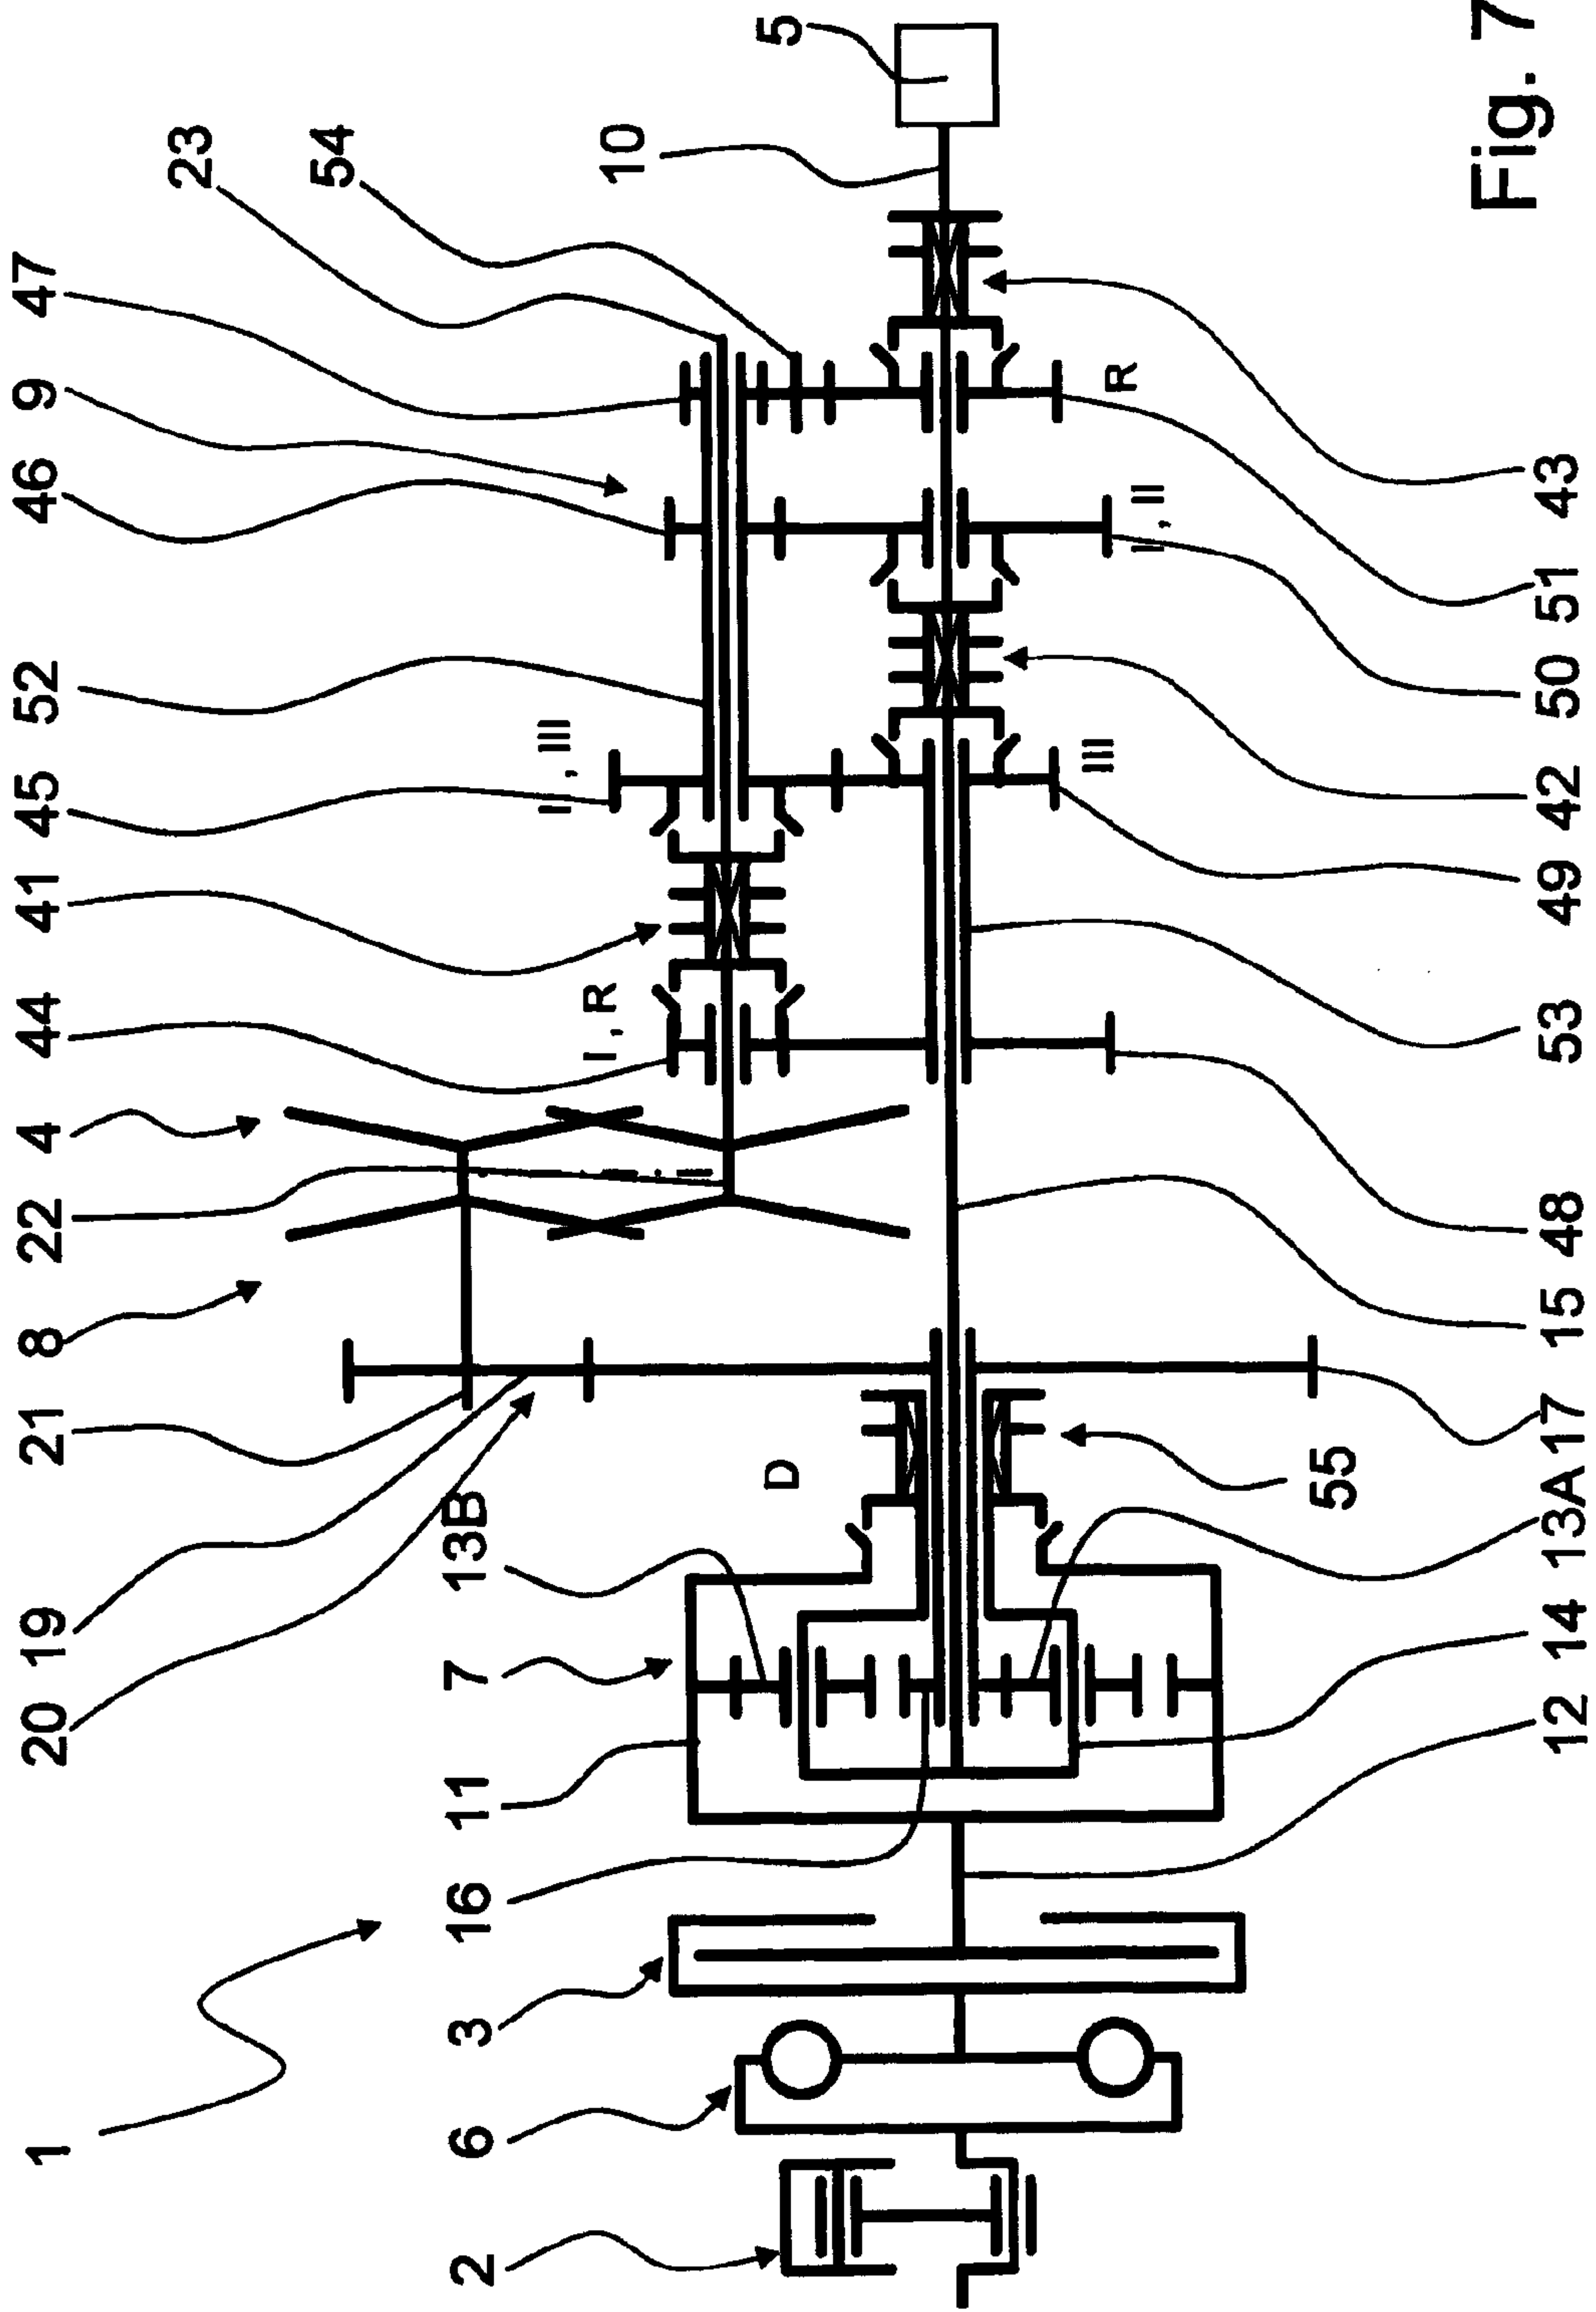 1 20 19 21 8 22 4 44 41 45 52 46 9 47
23
54
2 6 3 16 11 7 13B
II , III
I , R
10
D
5
III
R
I , II
55
12 14 13A 17 15 48 53 49 42 50 51 43
Fig. 7